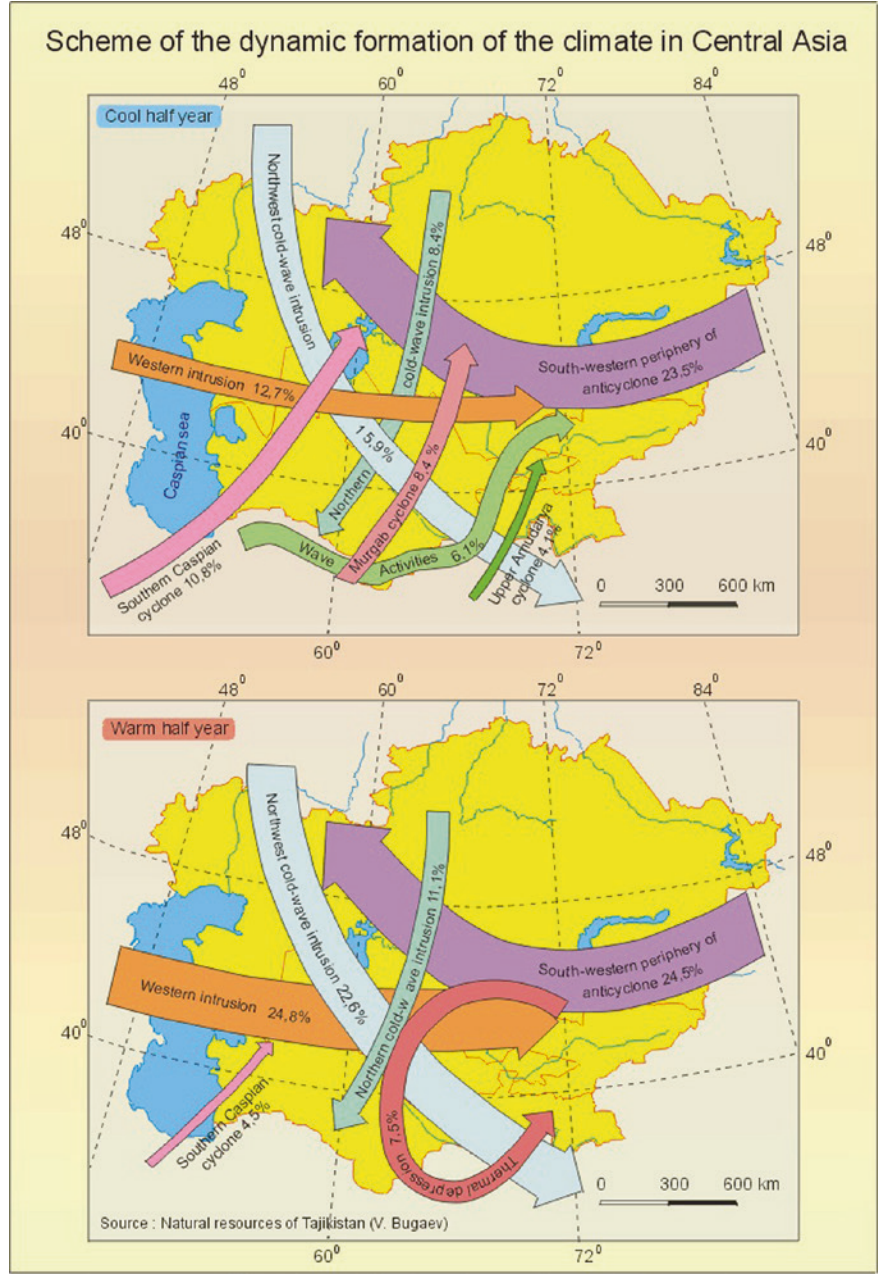 Scheme of the dynamic formation of the climate in Central Asia
48⁰
60⁰
72⁰
84⁰
Cool half year
48⁰
48⁰
40⁰
40⁰
Northwest cold-wave intrusion
15.9%
cold-wave intrusion 8.4%
Northern
South-western periphery of
anticyclone 23.5%
Western intrusion 12,7%
Caspian sea
Murgab cyclone 8.4 %
Wave
Activities 6,1%
Southern Caspian
cyclone 10,8%
Upper Amudarya
cyclone 4,1%
0 300 600 km
60⁰
72⁰
48⁰
60⁰
72⁰
84⁰
Warm half year
48⁰
48⁰
40⁰
40⁰
Northwest cold-wave intrusion 22,6%
Northern cold-w ave intrusion 11,1%
South-western periphery of
anticyclone 24,5%
Western intrusion 24,8%
Southern Caspian
cyclone 4,5%
Thermal depression 7.5%
0 300 600 km
Source : Natural resources of Tajikistan (V. Bugaev)
60⁰
72⁰